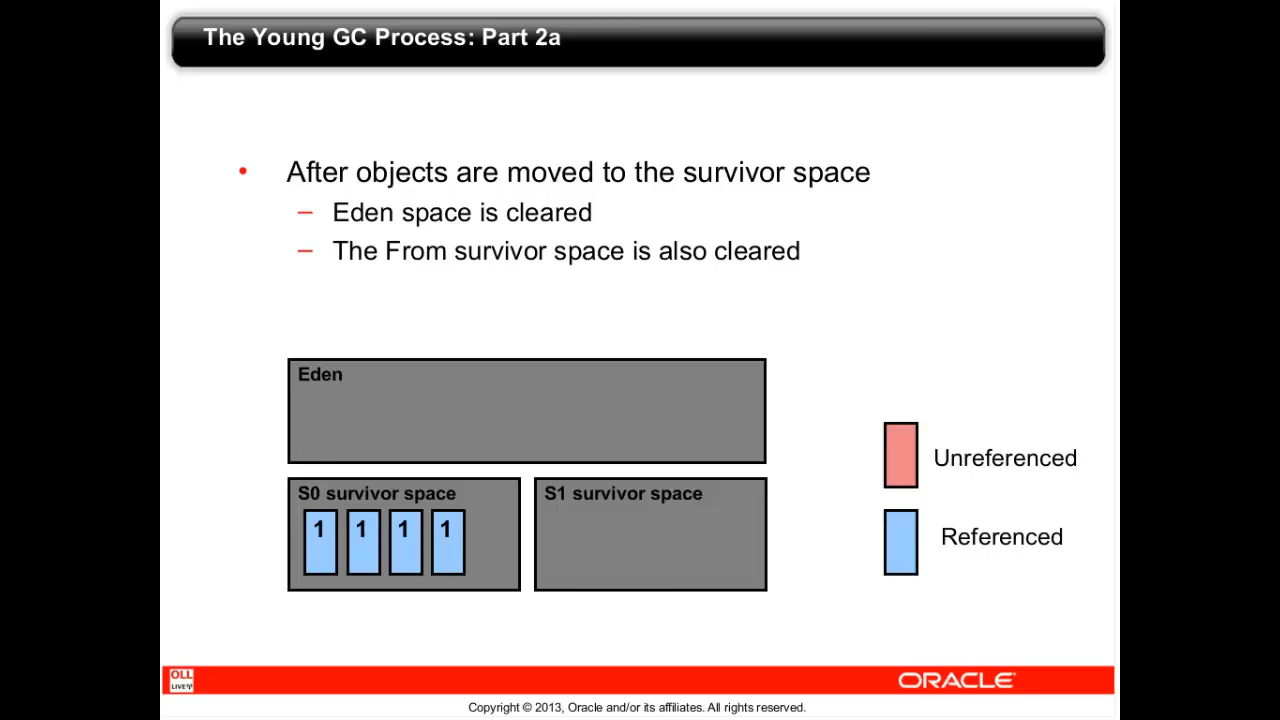 The Young GC Process: Part 2a
• After objects are moved to the survivor space
– Eden space is cleared
– The From survivor space is also cleared
Eden
S0 survivor space
1 1 1 1
S1 survivor space
Unreferenced
Referenced
OLL
LIVE
ORACLE
Copyright © 2013, Oracle and/or its affiliates. All rights reserved.